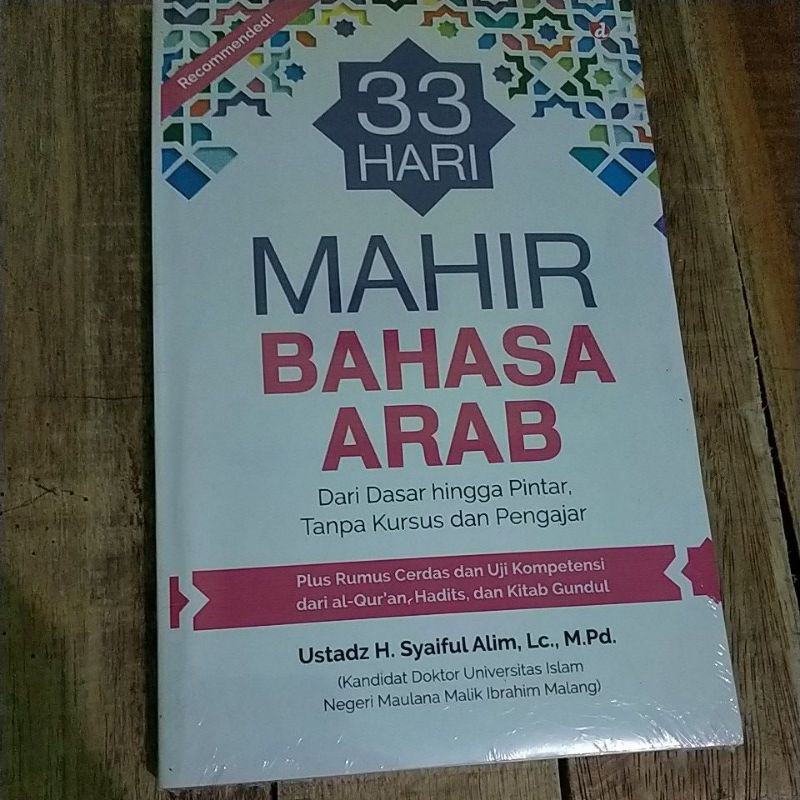 Recommended!
d
33
HARI
MAHIR
BAHASA
ARAB
Dari Dasar hingga Pintar,
Tanpa Kursus dan Pengajar
Plus Rumus Cerdas dan Uji Kompetensi
dari al-Qur'an, Hadits, dan Kitab Gundul
Ustadz H. Syaiful Alim, Lc., M.Pd.
(Kandidat Doktor Universitas Islam
Negeri Maulana Malik Ibrahim Malang)